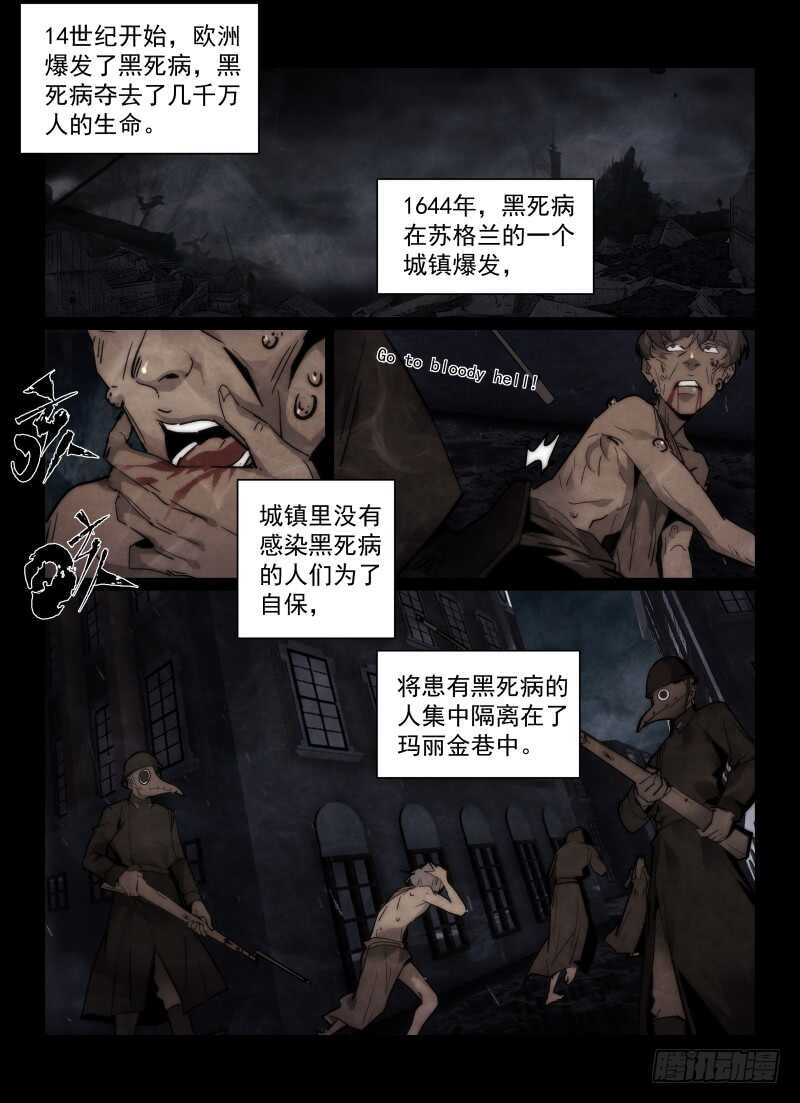 14世纪开始，欧洲
爆发了黑死病，黑
死病夺去了几千万
人的生命。
1644年，黑死病
在苏格兰的一个
城镇爆发，
Go to bloody hell!
咳
咳
城镇里没有
感染黑死病
的人们为了
自保，
将患有黑死病的
人集中隔离在了
玛丽金巷中。
腾讯动漫